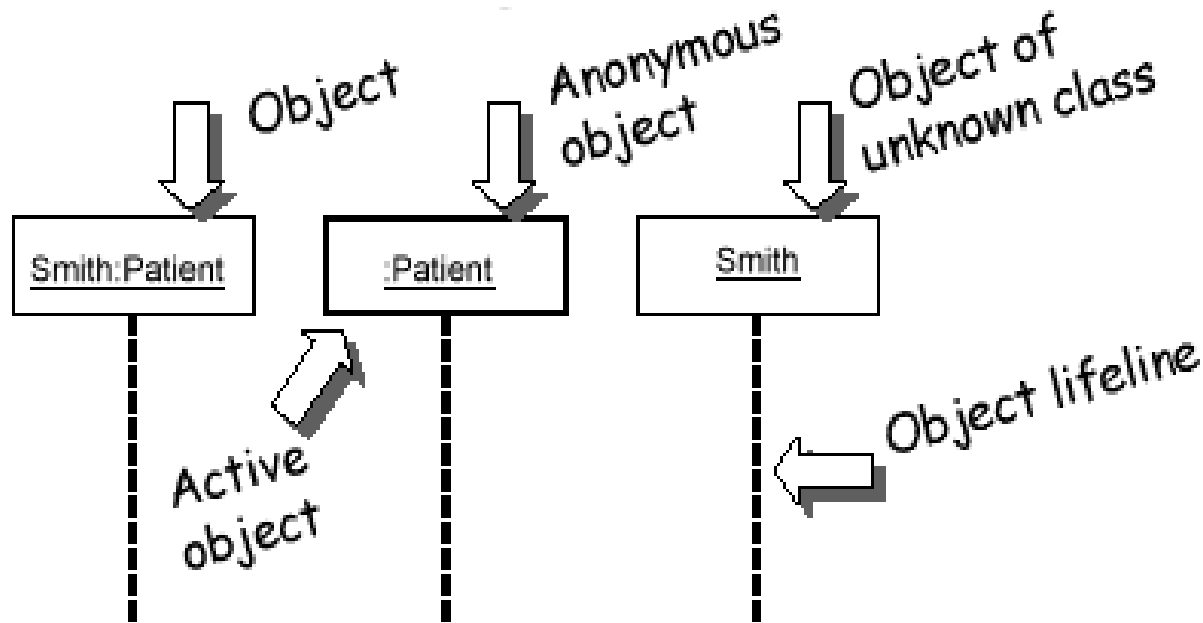 Object
Anonymous
object
Object of
unknown class
Smith:Patient
:Patient
Smith
Active
object
Object lifeline